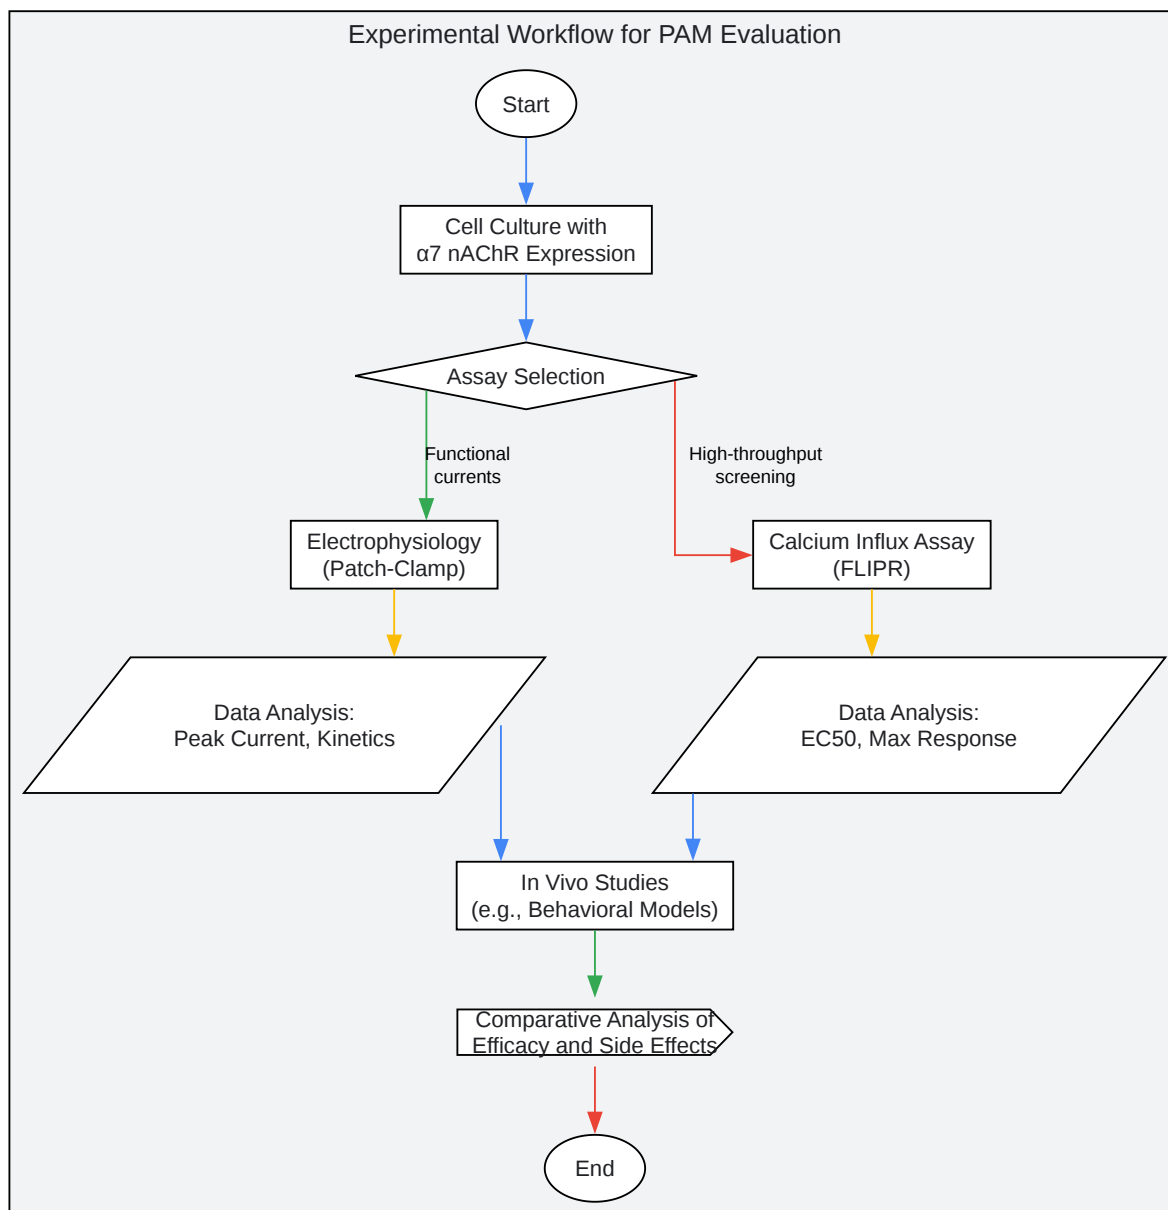 Experimental Workflow for PAM Evaluation
Start
Cell Culture with
α7 nAChR Expression
Assay Selection
Functional
currents
High-throughput
screening
Electrophysiology
(Patch-Clamp)
Calcium Influx Assay
(FLIPR)
Data Analysis:
Peak Current, Kinetics
Data Analysis:
EC50, Max Response
In Vivo Studies
(e.g., Behavioral Models)
Comparative Analysis of
Efficacy and Side Effects
End